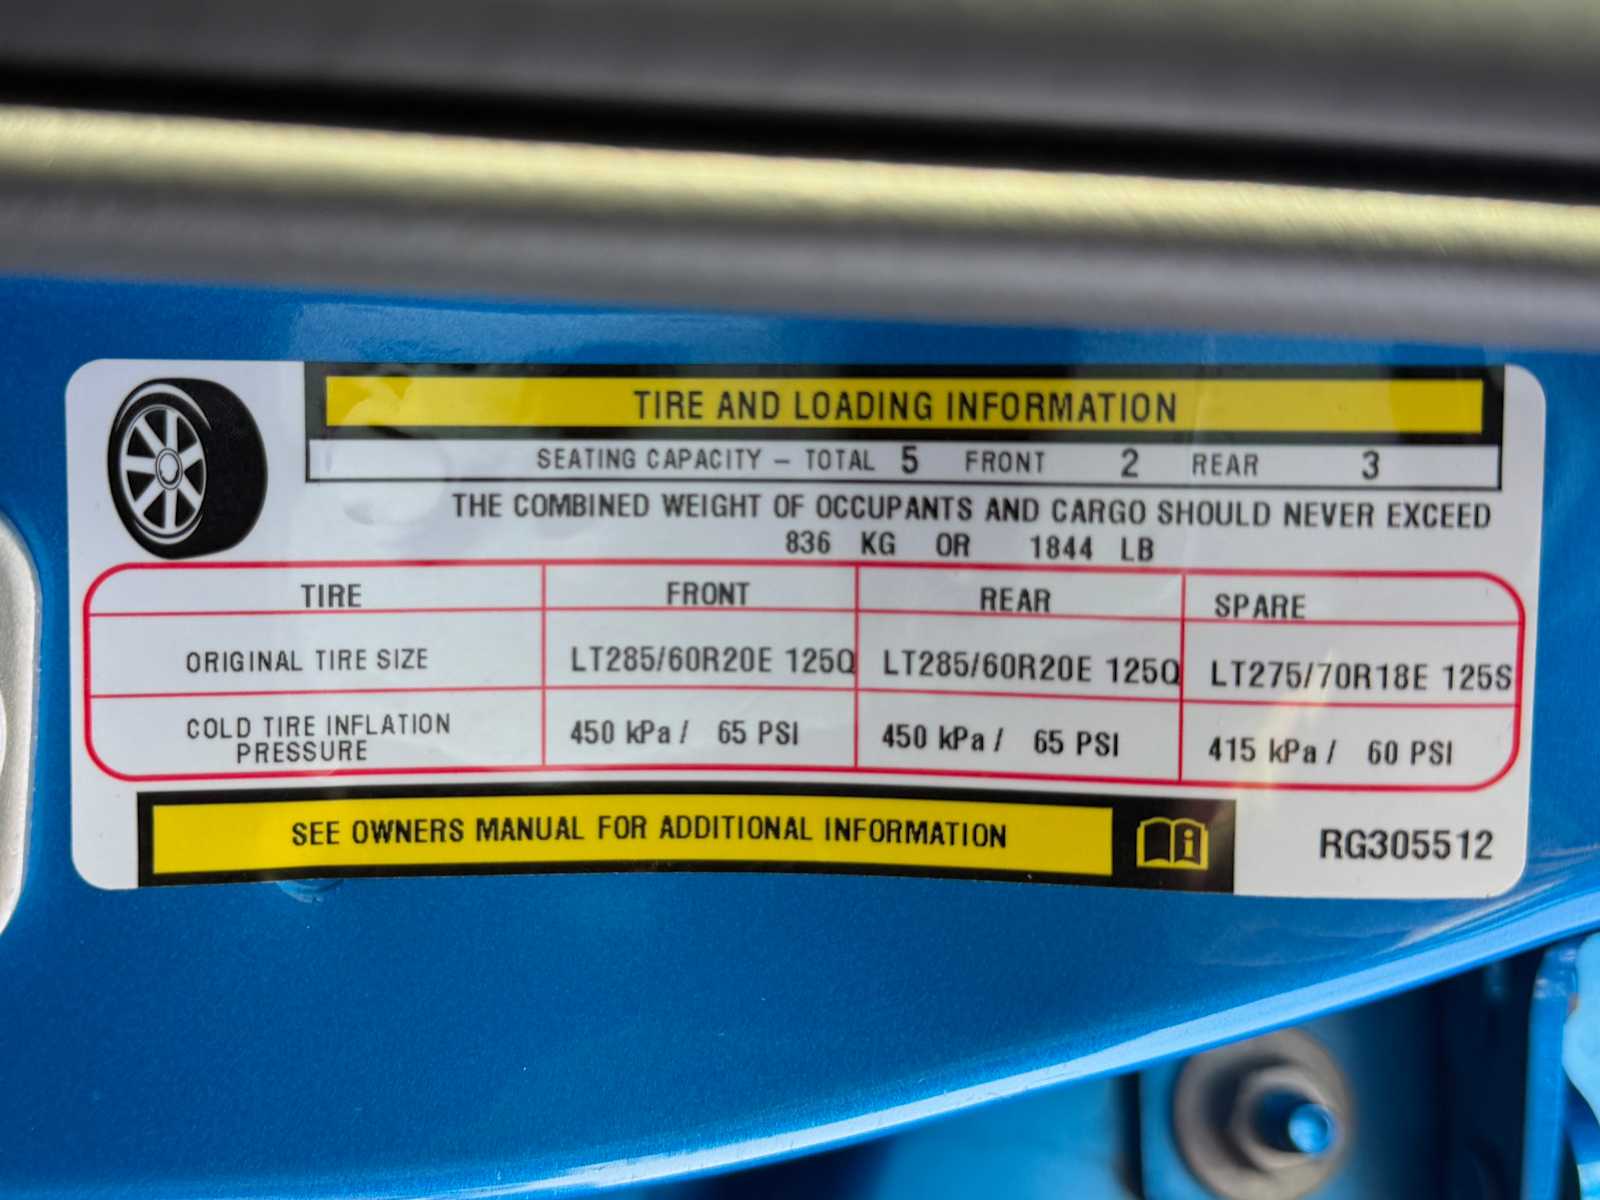 TIRE AND LOADING INFORMATION
SEATING CAPACITY – TOTAL 5 FRONT 2 REAR 3
THE COMBINED WEIGHT OF OCCUPANTS AND CARGO SHOULD NEVER EXCEED
836 KG OR 1844 LB
TIRE FRONT REAR SPARE
ORIGINAL TIRE SIZE LT285/60R20E 125Q LT285/60R20E 125Q LT275/70R18E 125S
COLD TIRE INFLATION
PRESSURE 450 kPa / 65 PSI 450 kPa / 65 PSI 415 kPa / 60 PSI
SEE OWNERS MANUAL FOR ADDITIONAL INFORMATION
RG305512